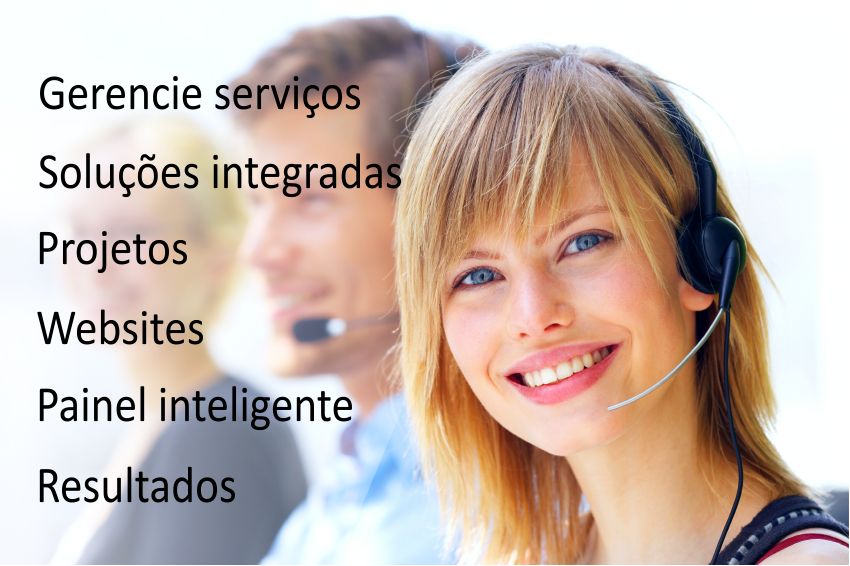 Gerencie serviços
Soluções integradas
Projetos
Websites
Painel inteligente
Resultados